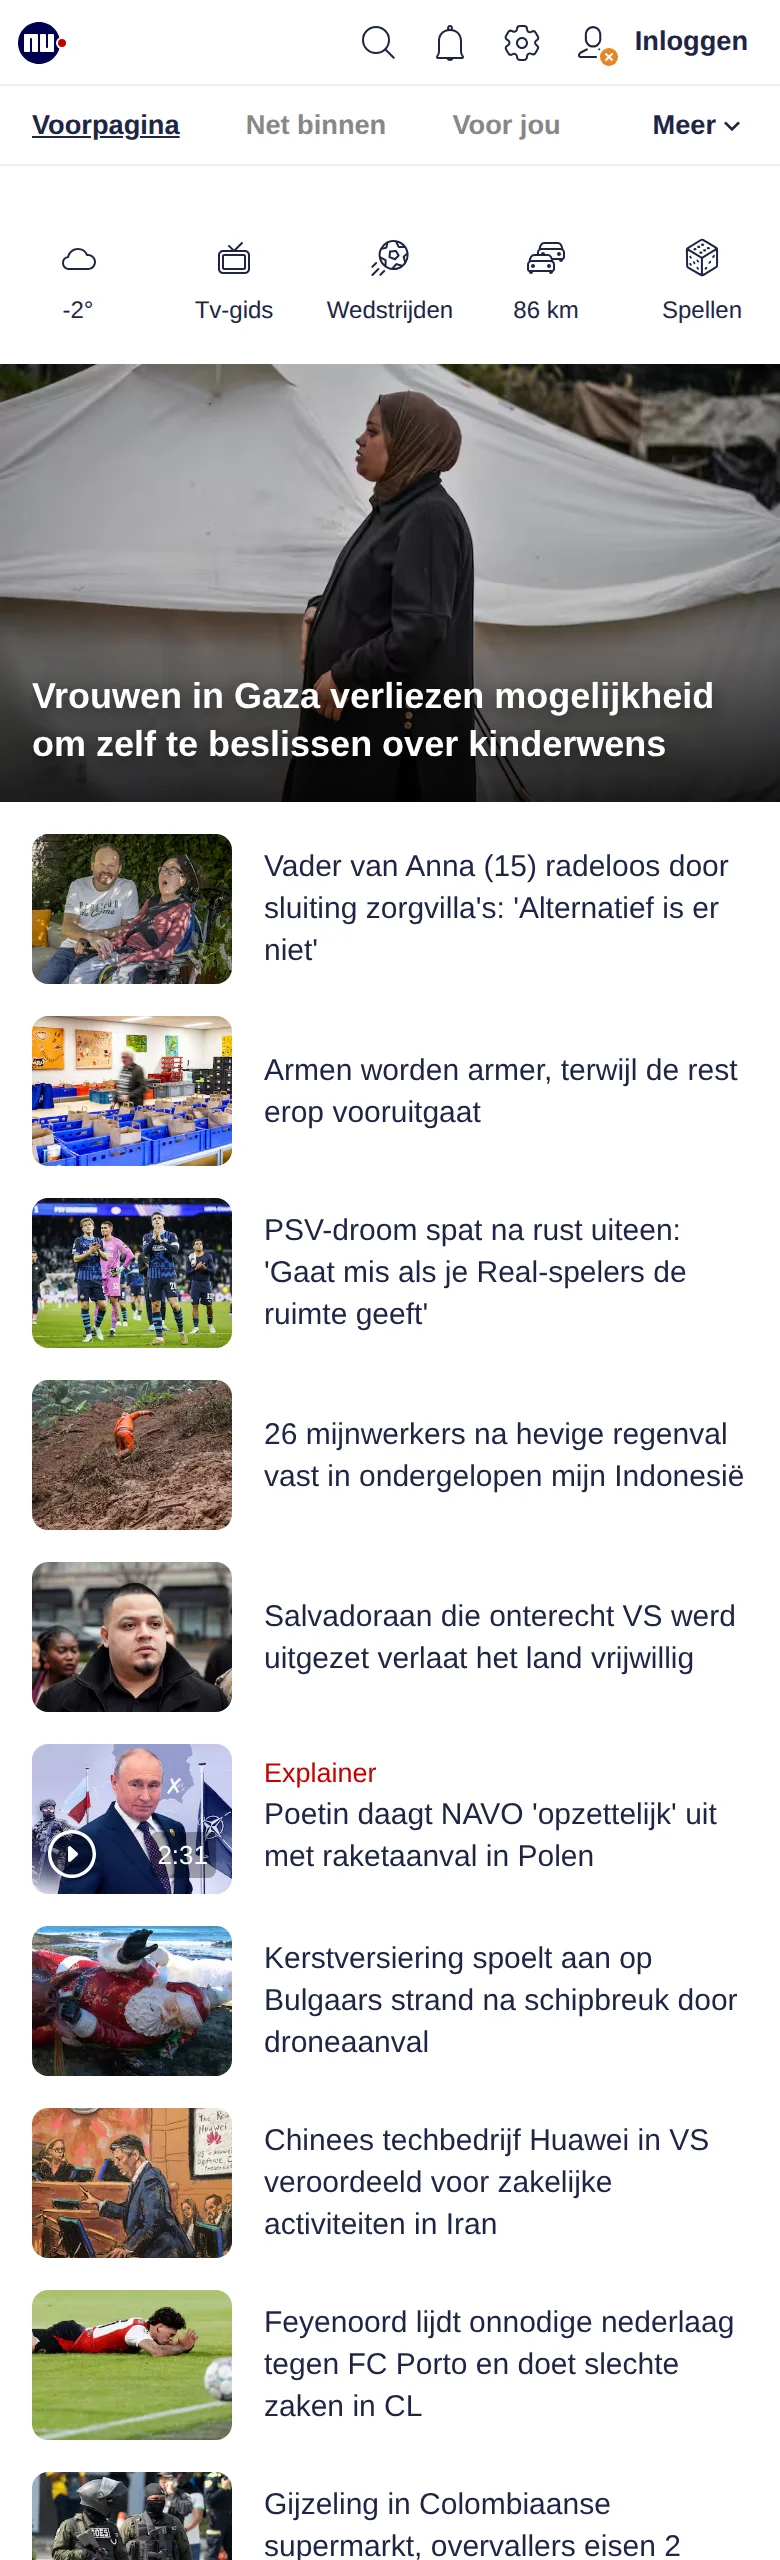 nu
Inloggen
Voorpagina
Net binnen
Voor jou
Meer
-2°
Tv-gids
Wedstrijden
86 km
Spellen
Vrouwen in Gaza verliezen mogelijkheid
om zelf te beslissen over kinderwens
Vader van Anna (15) radeloos door
sluiting zorgvilla's: 'Alternatief is er
niet'
Armen worden armer, terwijl de rest
erop vooruitgaat
PSV-droom spat na rust uiteen:
'Gaat mis als je Real-spelers de
ruimte geeft'
26 mijnwerkers na hevige regenval
vast in ondergelopen mijn Indonesië
Salvadoraan die onterecht VS werd
uitgezet verlaat het land vrijwillig
2:31
Explainer
Poetin daagt NAVO 'opzettelijk' uit
met raketaanval in Polen
Kerstversiering spoelt aan op
Bulgaars strand na schipbreuk door
droneaanval
Huawei
Chinees techbedrijf Huawei in VS
veroordeeld voor zakelijke
activiteiten in Iran
Feyenoord lijdt onnodige nederlaag
tegen FC Porto en doet slechte
zaken in CL
Gijzeling in Colombiaanse
supermarkt, overvallers eisen 2